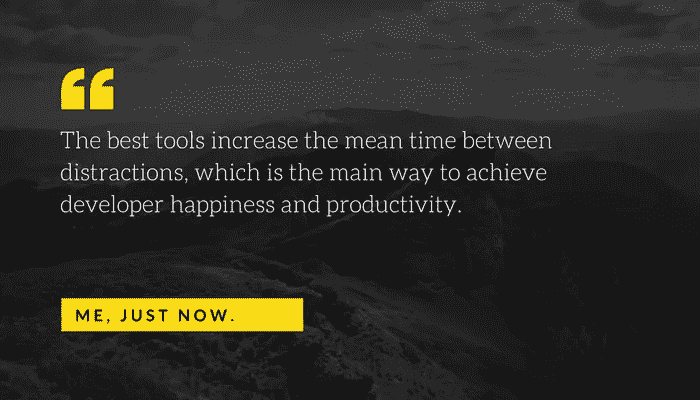 The best tools increase the mean time between
distractions, which is the main way to achieve
developer happiness and productivity.
ME, JUST NOW.